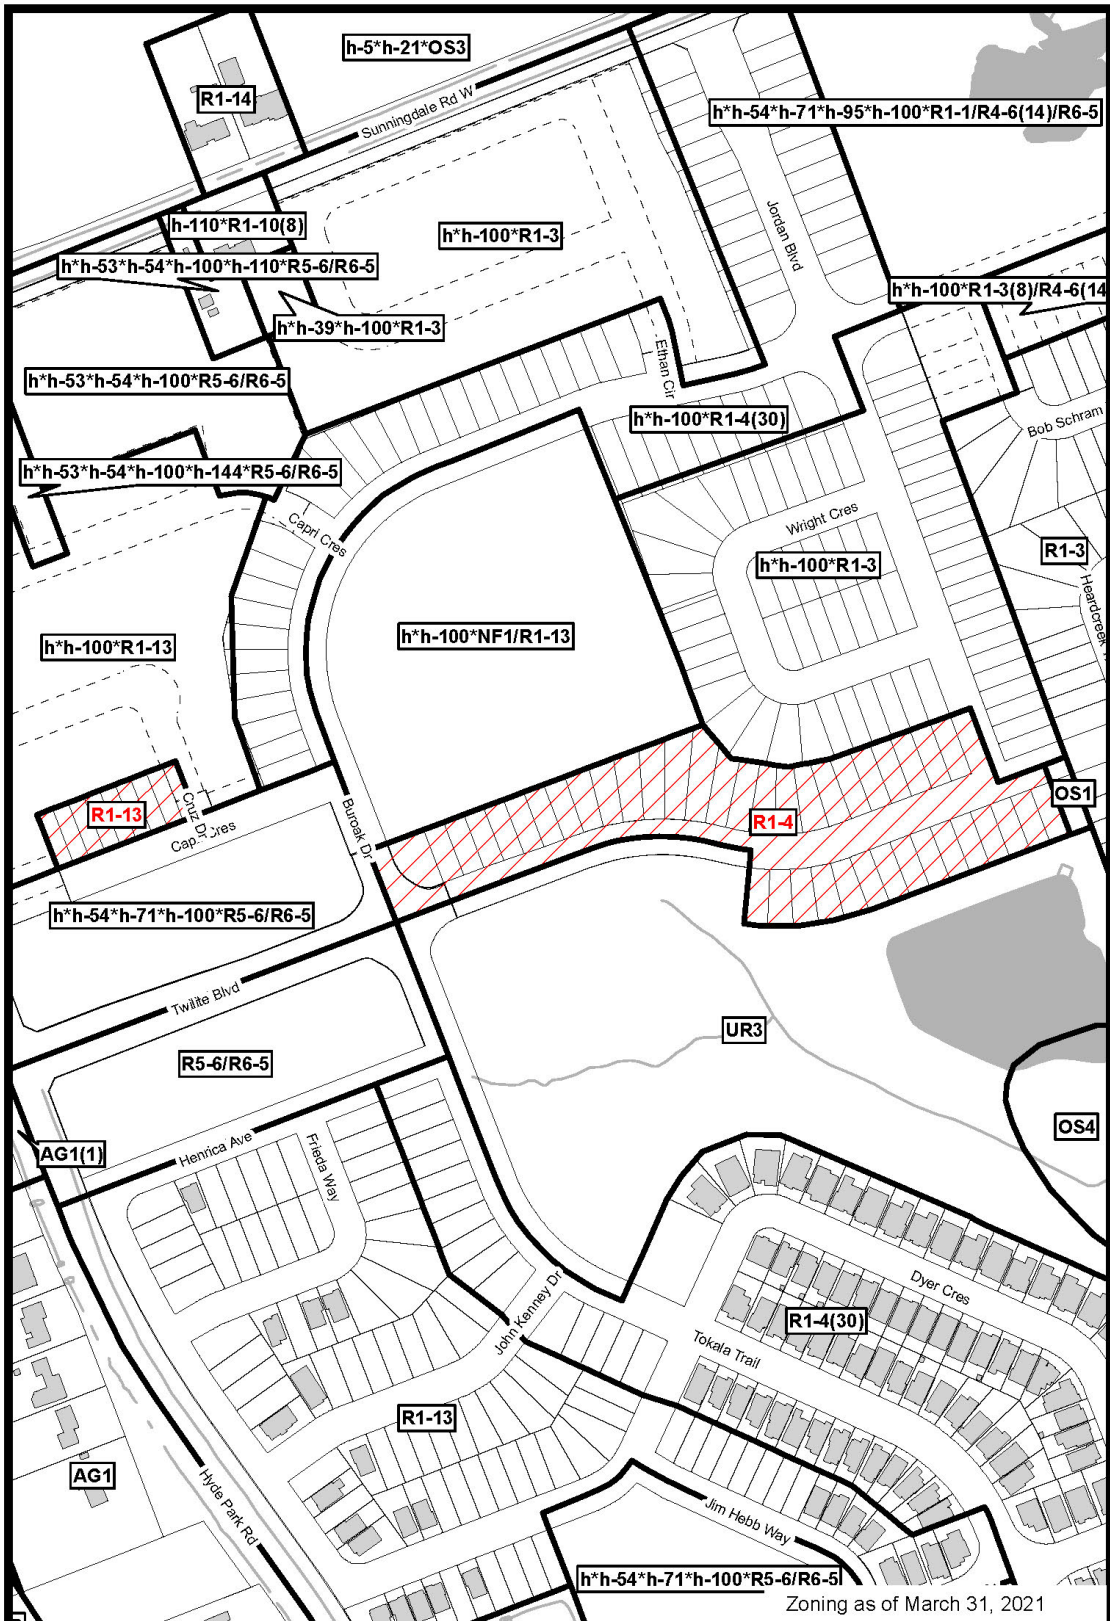 h-5*h-21*OS3
R1-14
Sunningdale Rd W
h*h-54*h-71*h-95*h-100*R1-1/R4-6(14)/R6-5
h-110*R1-10(8)
h*h-100*R1-3
Jordan Blvd
h*h-53*h-54*h-100*h-110*R5-6/R6-5
h*h-100*R1-3(8)/R4-6(14
h*h-39*h-100*R1-3
Ethan Cir
h*h-53*h-54*h-100*R5-6/R6-5
h*h-100*R1-4(30)
Bob Schram
h*h-53*h-54*h-100*h-144*R5-6/R6-5
Capri Cres
Wright Cres
R1-3
h*h-100*R1-3
Heardcreek
h*h-100*NF1/R1-13
h*h-100*R1-13
OS1
R1-13
Cruz Dr
Buroak Dr
R1-4
Cres
h*h-54*h-71*h-100*R5-6/R6-5
Twilite Blvd
UR3
R5-6/R6-5
OS4
AG1(1)
Henrica Ave
Frieda Way
Dyer Cres
John Kenney Dr
R1-4(30)
Tokala Trail
R1-13
AG1
Hyde Park Rd
Jim Hebb Way
h*h-54*h-71*h-100*R5-6/R6-5
Zoning as of March 31, 2021